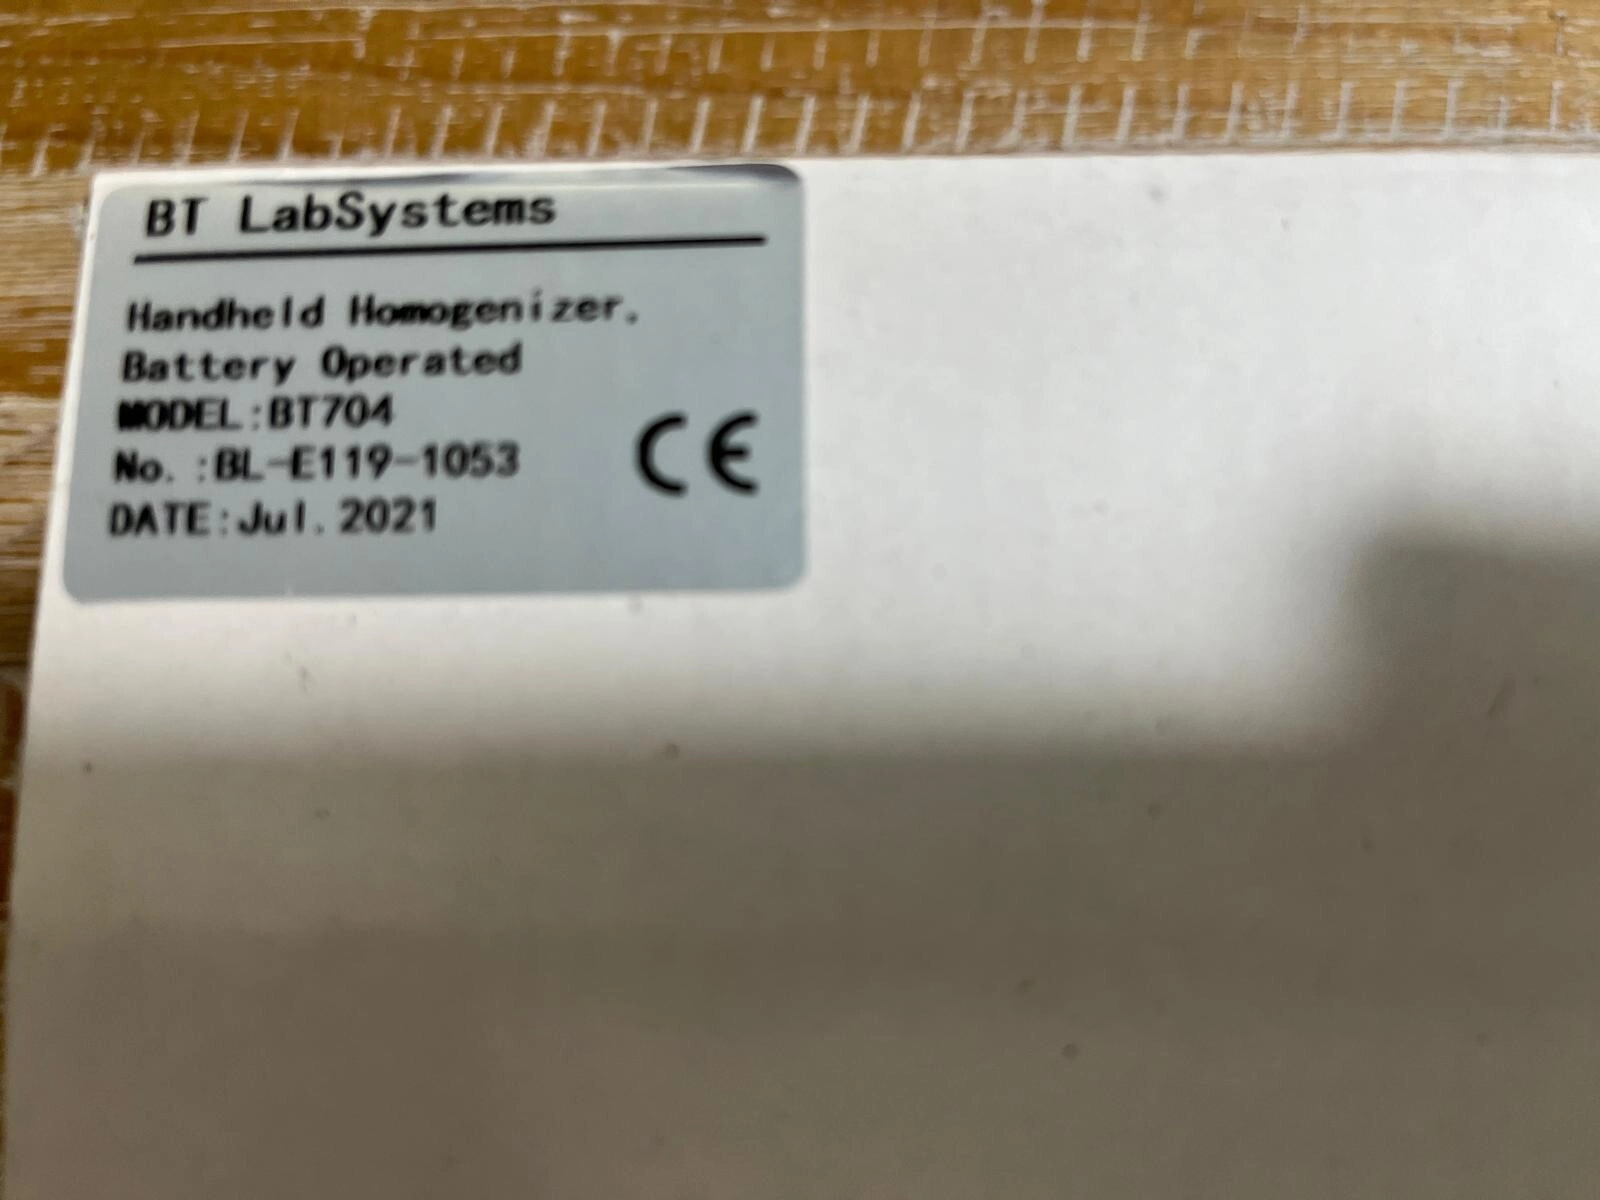 BT LabSystems
Handheld Homogenizer.
Battery Operated
MODEL:BT704
No.:BL-E119-1053
CE
DATE:Jul.2021